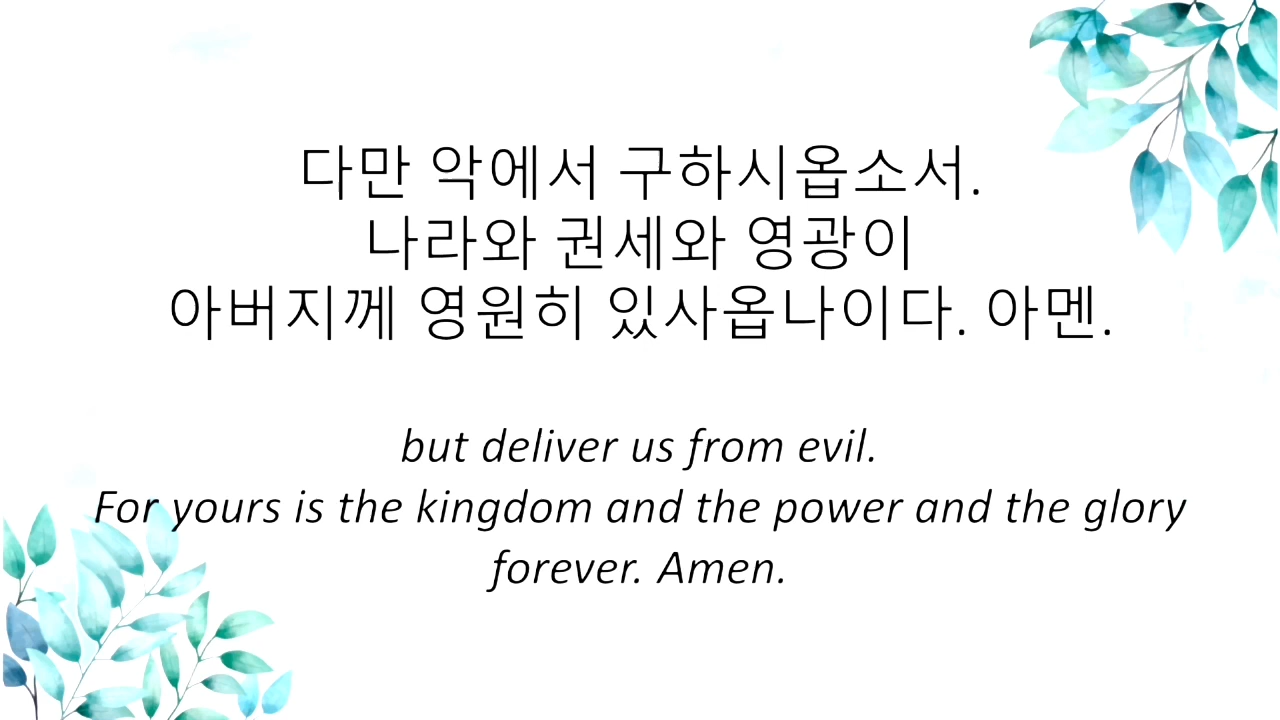 다만 악에서 구하시옵소서.
나라와 권세와 영광이
아버지께 영원히 있사옵나이다. 아멘.
but deliver us from evil.
For yours is the kingdom and the power and the glory
forever. Amen.